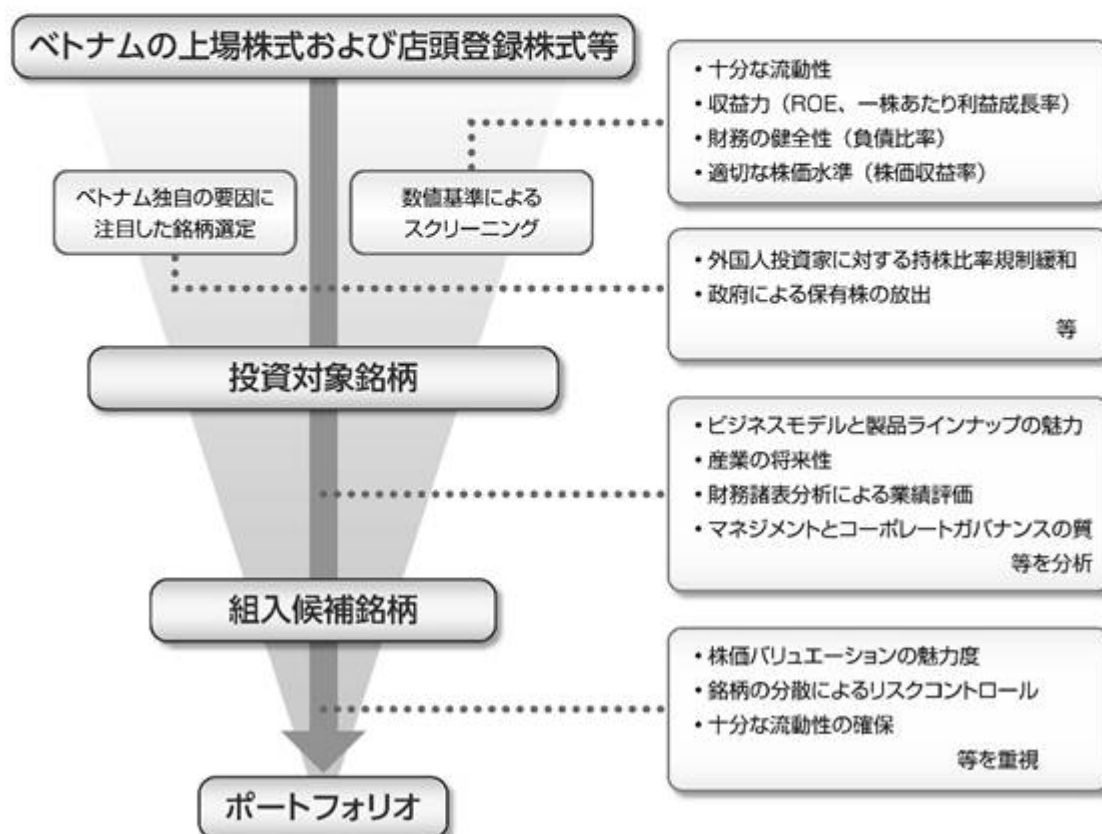 ベトナムの上場株式および店頭登録株式等
・十分な流動性
・収益力（ROE、一株あたり利益成長率）
・財務の健全性（負債比率）
・適切な株価水準（株価収益率）
ベトナム独自の要因に
注目した銘柄選定
数値基準による
スクリーニング
・外国人投資家に対する持株比率規制緩和
・政府による保有株の放出
等
投資対象銘柄
・ビジネスモデルと製品ラインナップの魅力
・産業の将来性
・財務諸表分析による業績評価
・マネジメントとコーポレートガバナンスの質
等を分析
組入候補銘柄
・株価バリュエーションの魅力度
・銘柄の分散によるリスクコントロール
・十分な流動性の確保
等を重視
ポートフォリオ